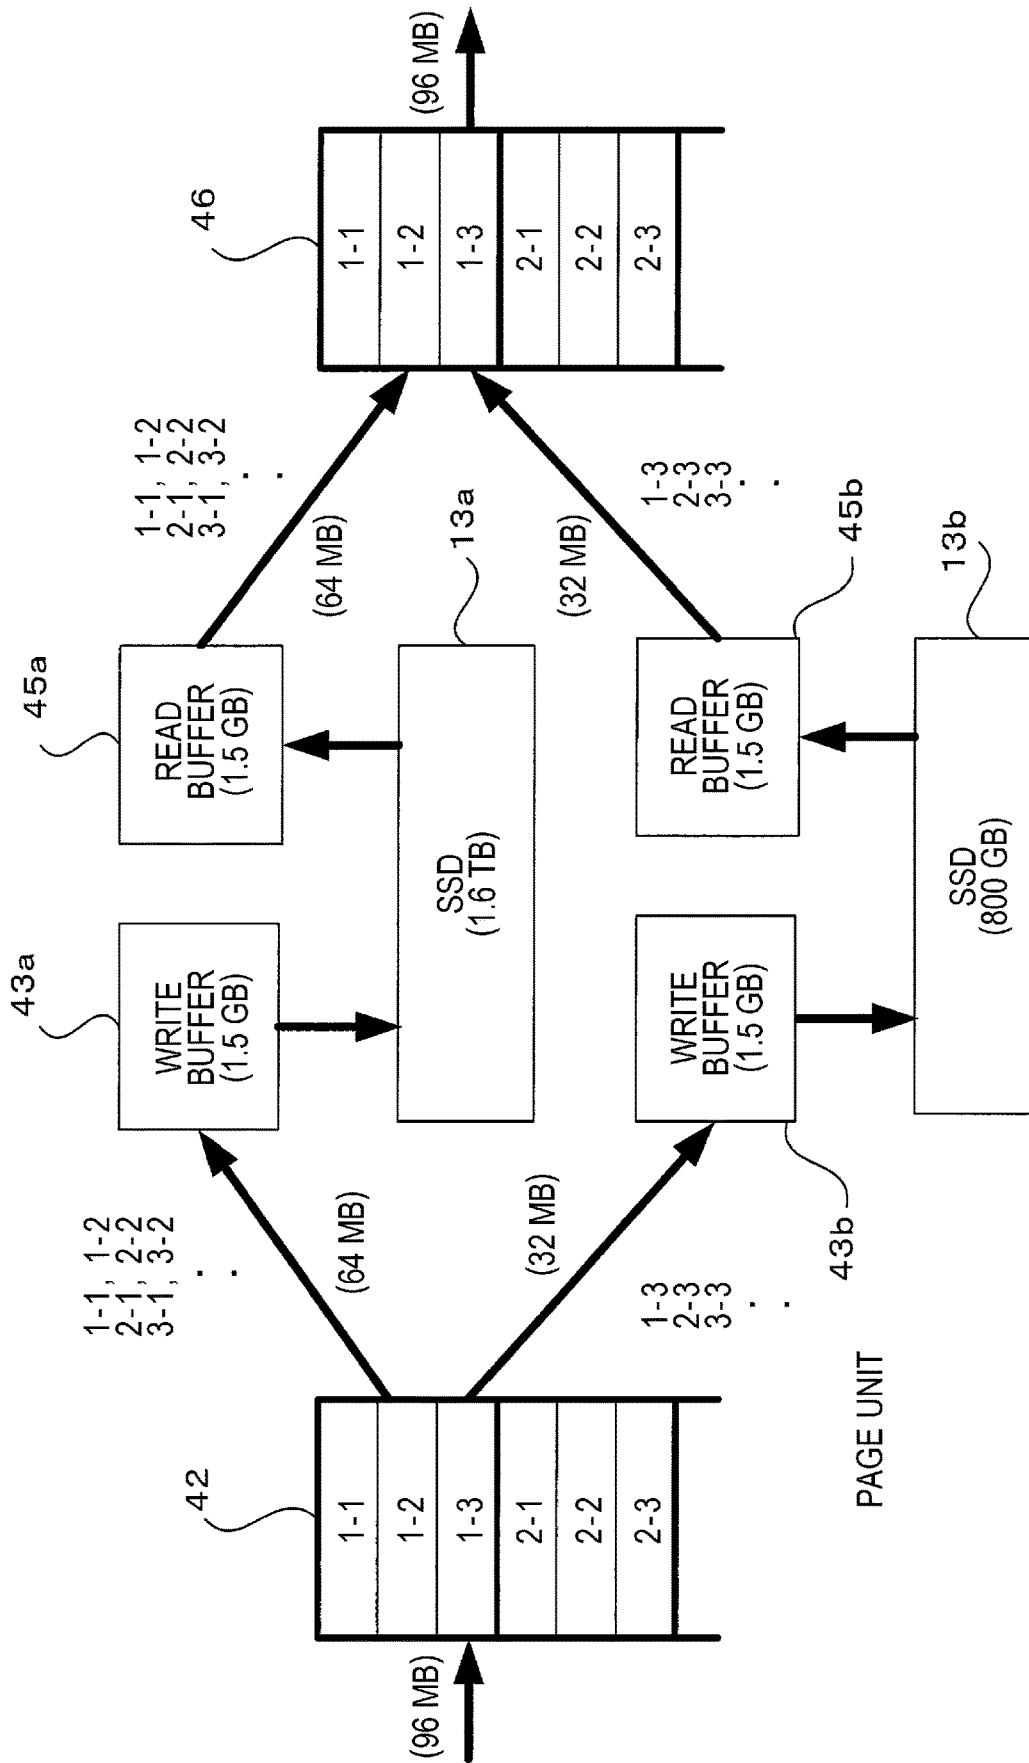 42
(96 MB)
1-1
1-2
1-3
2-1
2-2
2-3
1-1, 1-2
2-1, 2-2
3-1, 3-2
.
.
(64 MB)
(32 MB)
1-3
2-3
3-3
.
.
PAGE UNIT
43a
WRITE
BUFFER
(1.5 GB)
45a
READ
BUFFER
(1.5 GB)
SSD
(1.6 TB)
13a
WRITE
BUFFER
(1.5 GB)
43b
READ
BUFFER
(1.5 GB)
45b
SSD
(800 GB)
13b
1-1, 1-2
2-1, 2-2
3-1, 3-2
.
.
(64 MB)
(32 MB)
1-3
2-3
3-3
.
.
46
1-1
1-2
1-3
2-1
2-2
2-3
(96 MB)